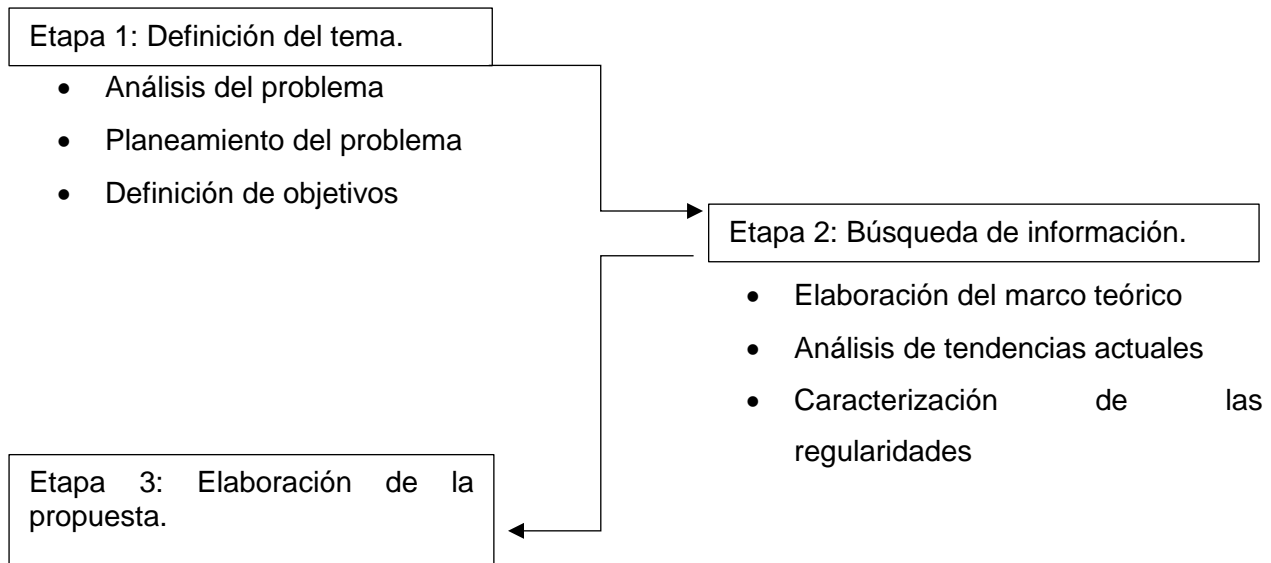 Etapa 1: Definición del tema.
• Análisis del problema
• Planeamiento del problema
• Definición de objetivos
Etapa 2: Búsqueda de información.
• Elaboración del marco teórico
• Análisis de tendencias actuales
• Caracterización de las
regularidades
Etapa 3: Elaboración de la
propuesta.